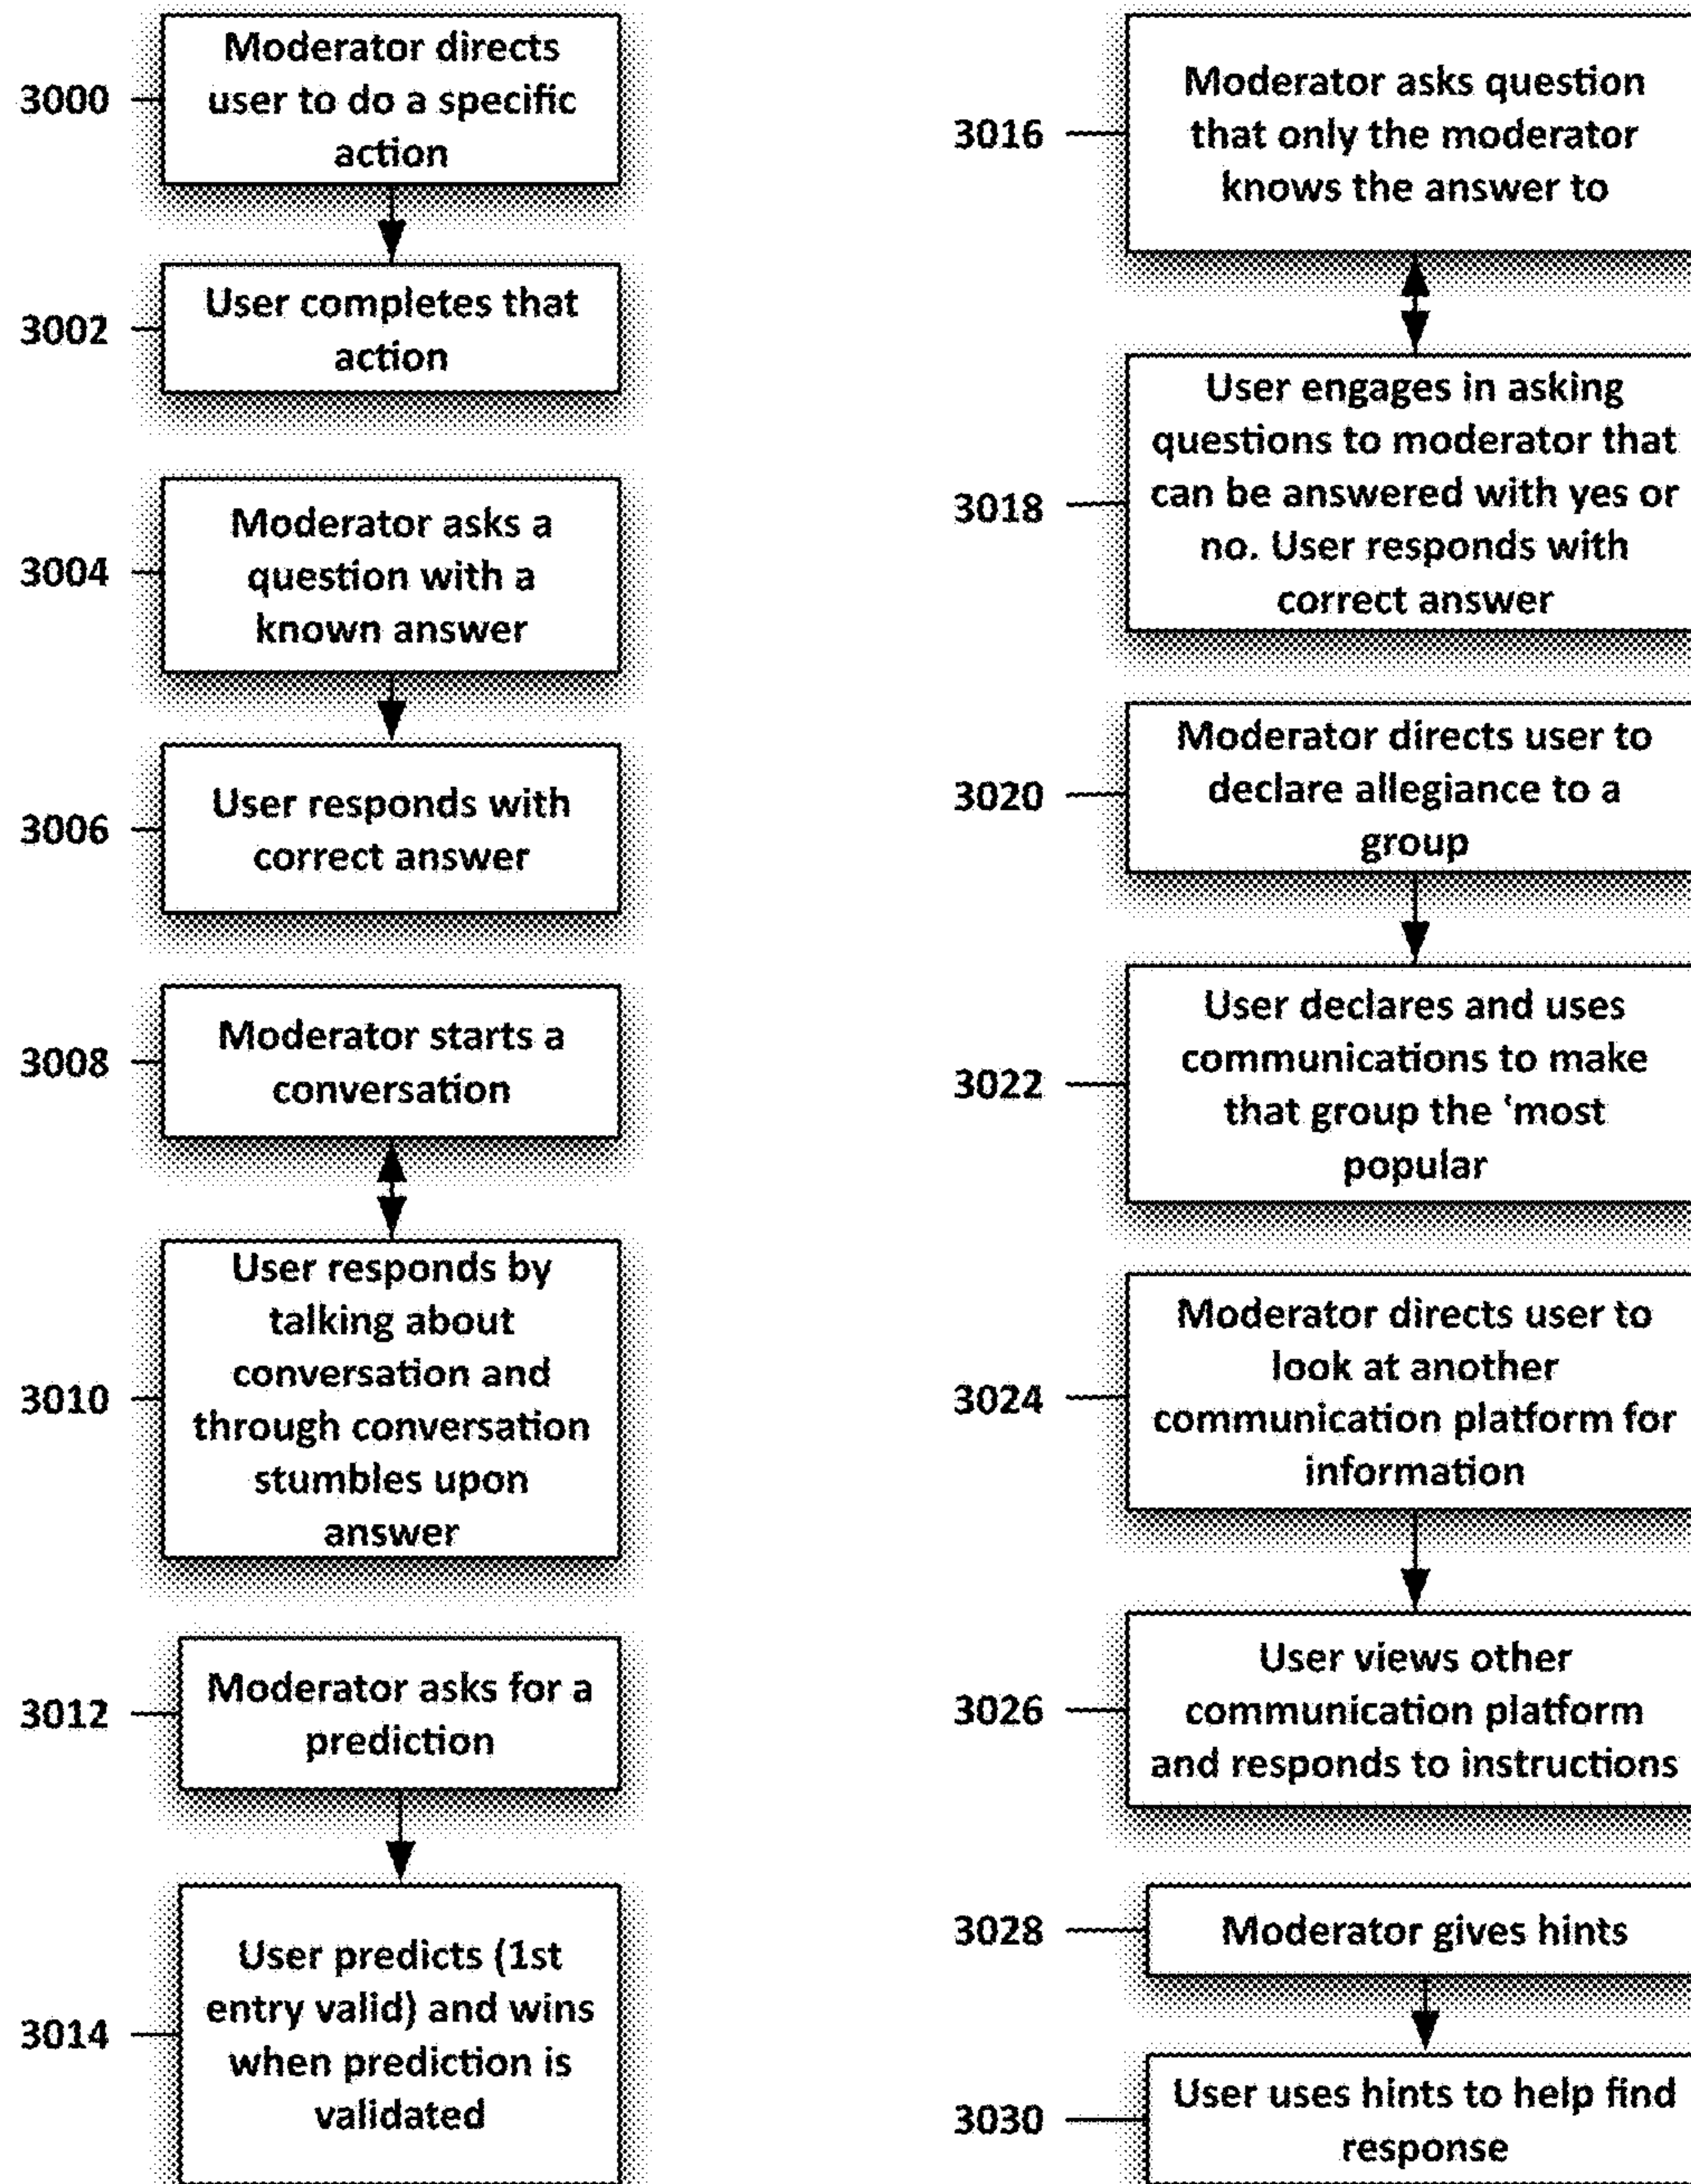 3000
Moderator directs
user to do a specific
action
3002
User completes that
action
3004
Moderator asks a
question with a
known answer
3006
User responds with
correct answer
3008
Moderator starts a
conversation
3010
User responds by
talking about
conversation and
through conversation
stumbles upon
answer
3012
Moderator asks for a
prediction
3014
User predicts (1st
entry valid) and wins
when prediction is
validated
3016
Moderator asks question
that only the moderator
knows the answer to
3018
User engages in asking
questions to moderator that
can be answered with yes or
no. User responds with
correct answer
3020
Moderator directs user to
declare allegiance to a
group
3022
User declares and uses
communications to make
that group the 'most
popular
3024
Moderator directs user to
look at another
communication platform for
information
3026
User views other
communication platform
and responds to instructions
3028
Moderator gives hints
3030
User uses hints to help find
response